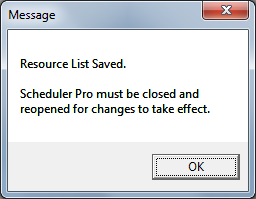 Message
Resource List Saved.
Scheduler Pro must be closed and
reopened for changes to take effect.
OK